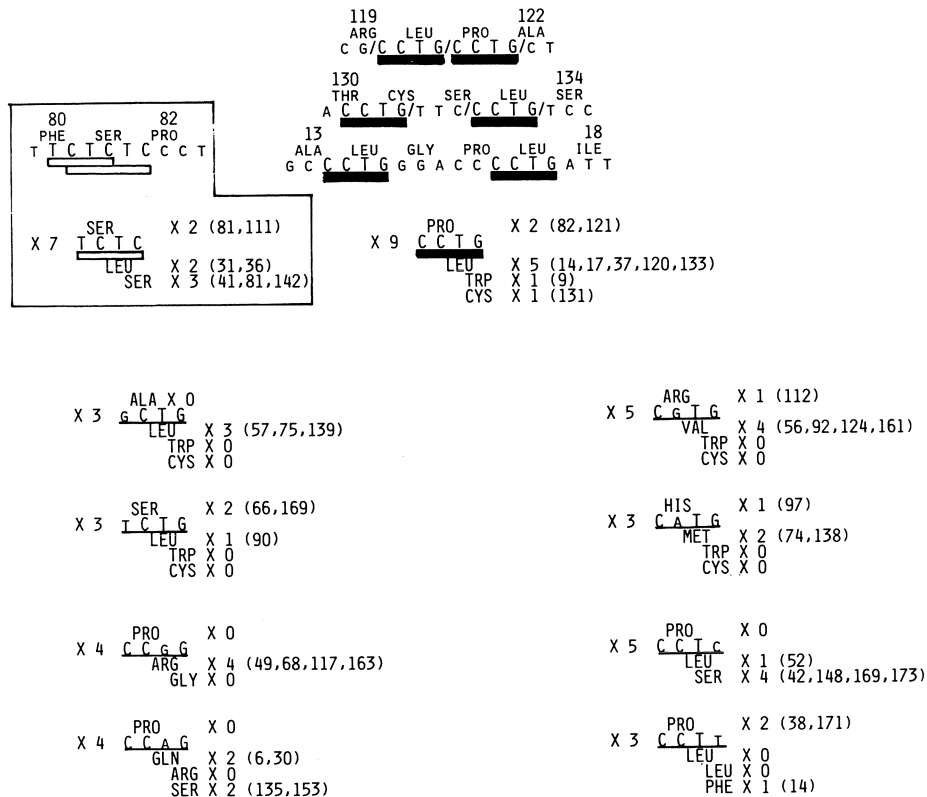 119 122
ARG LEU PRO ALA
C G/C C T G/C C T G/C T
130 134
THR CYS SER LEU SER
A C C T G/T T C/C C T G/T C C
13 18
ALA LEU GLY PRO LEU ILE
G C C C T G G G A C C C C T G A T T
80 82
PHE SER PRO
T T C T C T C C C T
SER X 2 (81,111)
X 7 T C T C
LEU X 2 (31,36)
SER X 3 (41,81,142)
PRO X 2 (82,121)
X 9 C C T G
LEU X 5 (14,17,37,120,133)
TRP X 1 (9)
CYS X 1 (131)
ALA X 0
X 3 G C T G
LEU X 3 (57,75,139)
TRP X 0
CYS X 0
SER X 2 (66,169)
X 3 T C T G
LEU X 1 (90)
TRP X 0
CYS X 0
PRO X 0
X 4 C C G G
ARG X 4 (49,68,117,163)
GLY X 0
PRO X 0
X 4 C C A G
GLN X 2 (6,30)
ARG X 0
SER X 2 (135,153)
ARG X 1 (112)
X 5 C G T G
VAL X 4 (56,92,124,161)
TRP X 0
CYS X 0
HIS X 1 (97)
X 3 C A T G
MET X 2 (74,138)
TRP X 0
CYS X 0
PRO X 0
X 5 C C T C
LEU X 1 (52)
SER X 4 (42,148,169,173)
PRO X 2 (38,171)
X 3 C C T T
LEU X 0
LEU X 0
PHE X 1 (14)